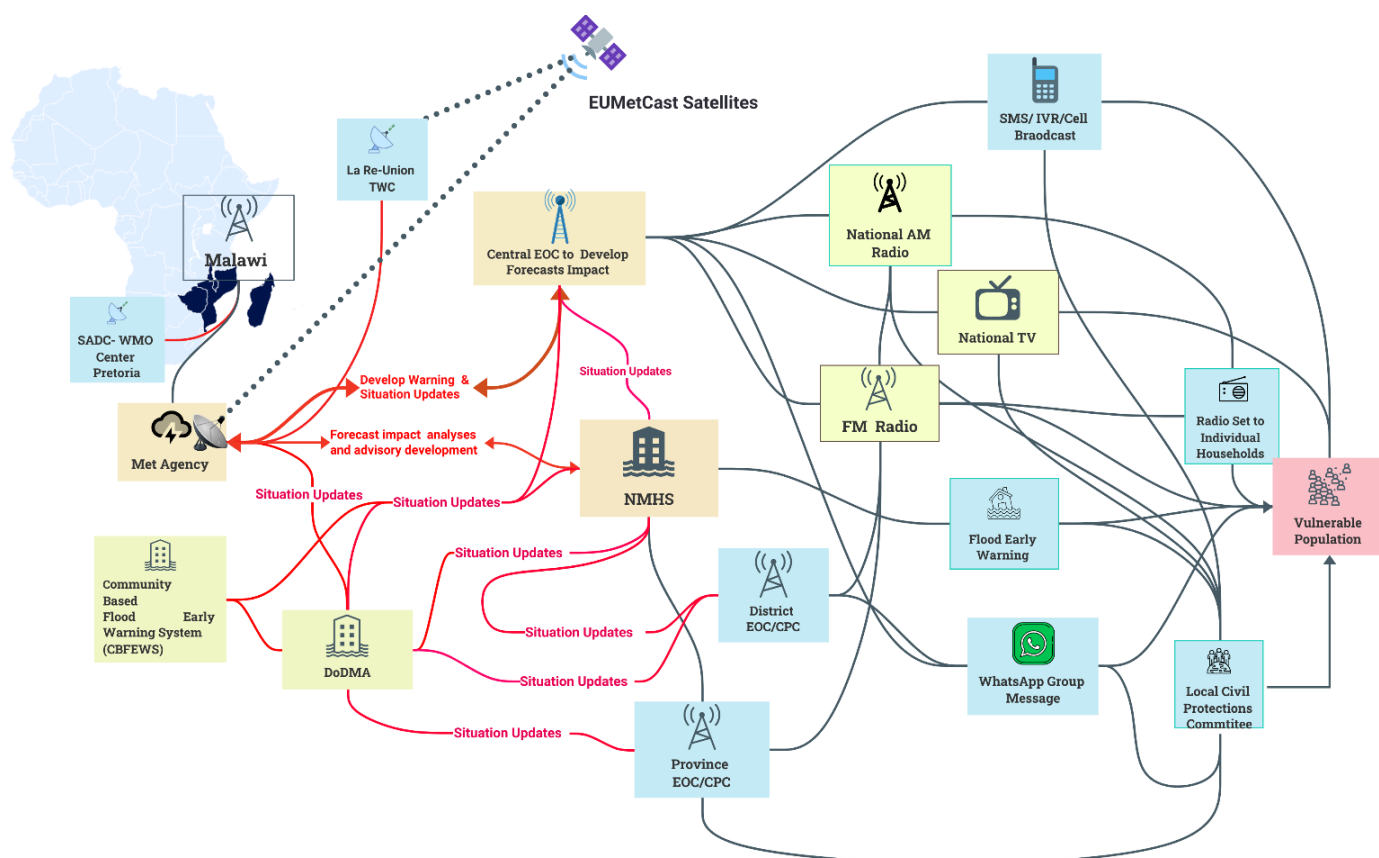 EUMetCast Satellites
SMS/ IVR/Cell
Braodcast
La Re-Union
TWC
National AM
Radio
Malawi
Central EOC to Develop
Forecasts Impact
SADC- WMO
Center
Pretoria
National TV
Develop Warning &
Situation Updates
Situation Updates
Radio Set to
Individual
Households
FM Radio
Forecast impact analyses
and advisory development
Met Agency
Situation Updates
Situation Updates
NMHS
Vulnerable
Population
Flood Early
Warning
Situation Updates
Community
Based
Flood Early
Warning System
(CBFEWS)
District
EOC/CPC
Situation Updates
DoDMA
Situation Updates
WhatsApp Group
Message
Local Civil
Protections
Commtitee
Situation Updates
Province
EOC/CPC